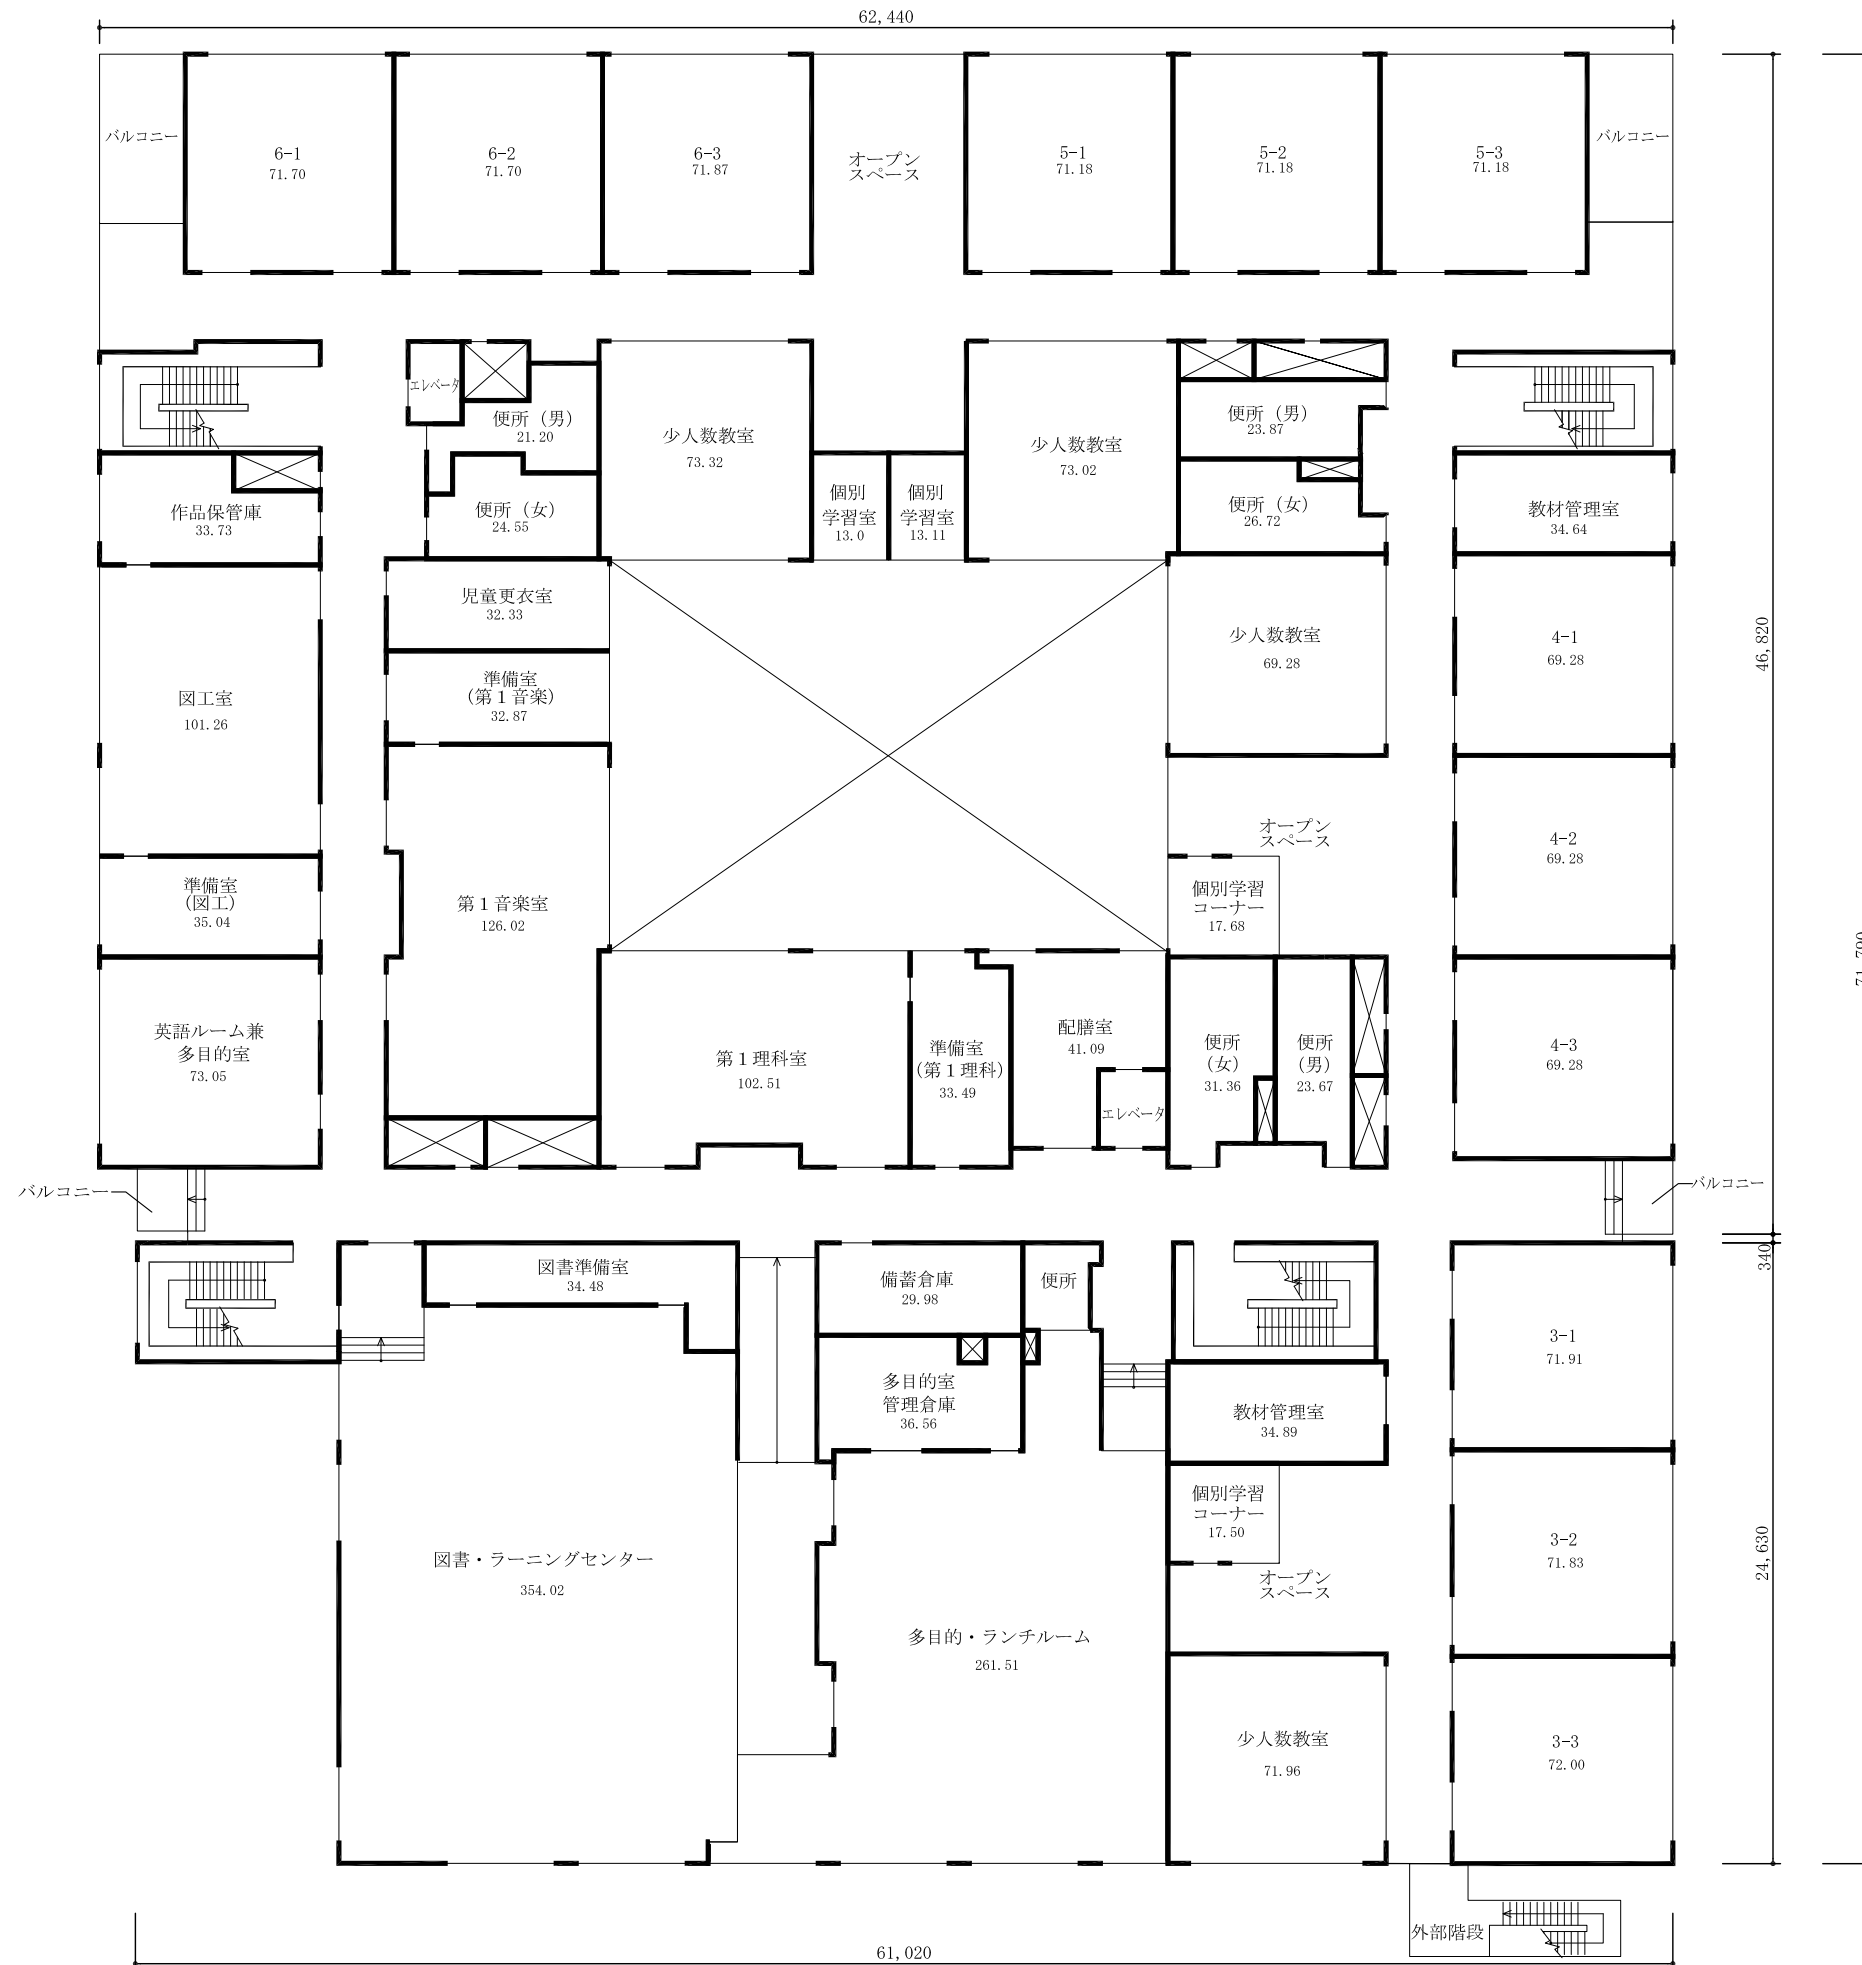 62,440
バルコニー
6-1
71.70
6-2
71.70
6-3
71.87
オープン
スペース
5-1
71.18
5-2
71.18
5-3
71.18
バルコニー
エレベータ
便所（男）
21.20
少人数教室
73.32
少人数教室
73.02
便所（男）
23.87
作品保管庫
33.73
便所（女）
24.55
個別
学習室
13.0
個別
学習室
13.11
便所（女）
26.72
教材管理室
34.64
児童更衣室
32.33
少人数教室
69.28
4-1
69.28
46,820
図工室
101.26
準備室
（第１音楽）
32.87
オープン
スペース
4-2
69.28
準備室
（図工）
35.04
第１音楽室
126.02
個別学習
コーナー
17.68
英語ルーム兼
多目的室
73.05
第１理科室
102.51
準備室
（第１理科）
33.49
配膳室
41.09
エレベータ
便所
（女）
31.36
便所
（男）
23.67
4-3
69.28
バルコニー
バルコニー
340
図書準備室
34.48
備蓄倉庫
29.98
便所
3-1
71.91
多目的室
管理倉庫
36.56
教材管理室
34.89
個別学習
コーナー
17.50
3-2
71.83
24,630
図書・ラーニングセンター
354.02
オープン
スペース
多目的・ランチルーム
261.51
少人数教室
71.96
3-3
72.00
外部階段
61,020